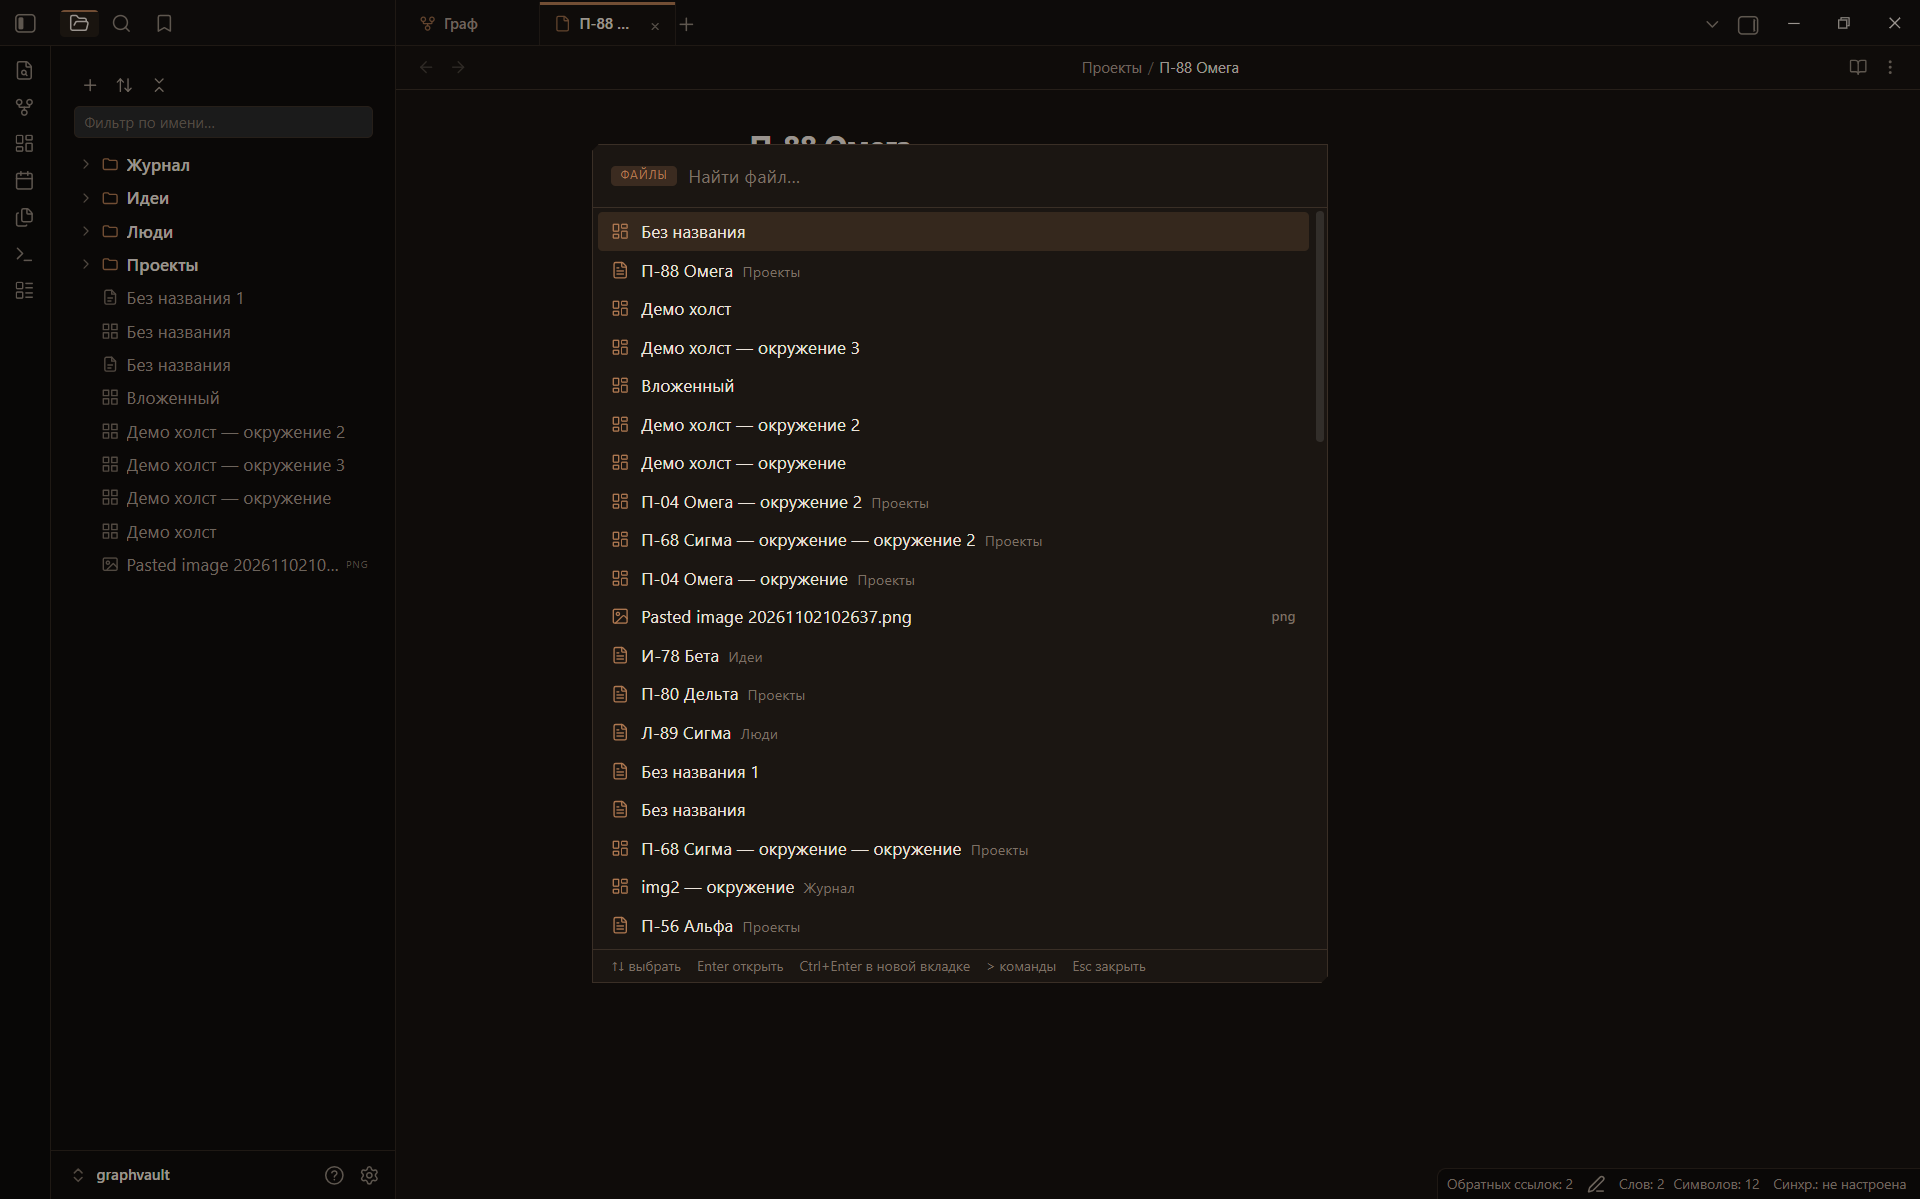 Граф
П-88 ...
Проекты / П-88 Омега
Фильтр по имени...
Журнал
Идеи
Люди
Проекты
Без названия 1
Без названия
Без названия
Вложенный
Демо холст — окружение 2
Демо холст — окружение 3
Демо холст — окружение
Демо холст
Pasted image 2026110210... PNG
graphvault
П-88 Омега
ФАЙЛЫ Найти файл...
Без названия
П-88 Омега Проекты
Демо холст
Демо холст — окружение 3
Вложенный
Демо холст — окружение 2
Демо холст — окружение
П-04 Омега — окружение 2 Проекты
П-68 Сигма — окружение — окружение 2 Проекты
П-04 Омега — окружение Проекты
Pasted image 20261102102637.png png
И-78 Бета Идеи
П-80 Дельта Проекты
Л-89 Сигма Люди
Без названия 1
Без названия
П-68 Сигма — окружение — окружение Проекты
img2 — окружение Журнал
П-56 Альфа Проекты
↑↓ выбрать Enter открыть Ctrl+Enter в новой вкладке > команды Esc закрыть
Обратных ссылок: 2 Слов: 2 Символов: 12 Синхр.: не настроена